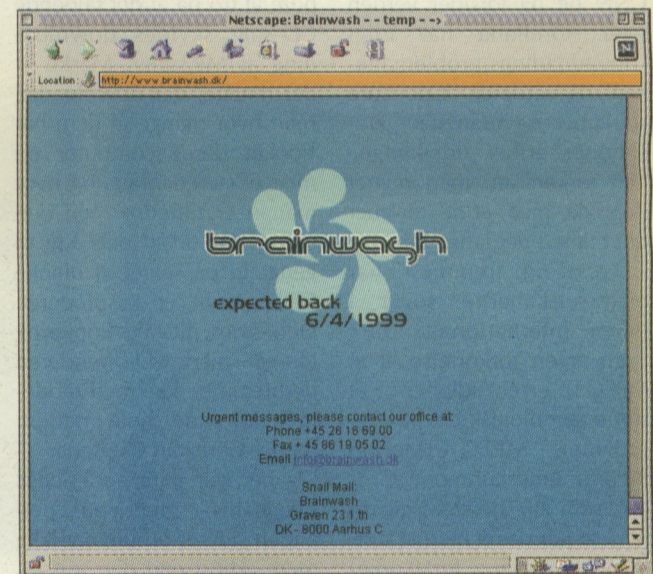 Netscape: Brainwash - - temp - -->
Location: http://www.brainwash.dk/
brainwash
expected back
6/4/1999
Urgent messages, please contact our office at:
Phone +45 26 16 69 00
Fax + 45 86 19 05 02
Email info@brainwash.dk
Snail Mail:
Brainwash
Graven 23 1.th
DK - 8000 Aarhus C
N